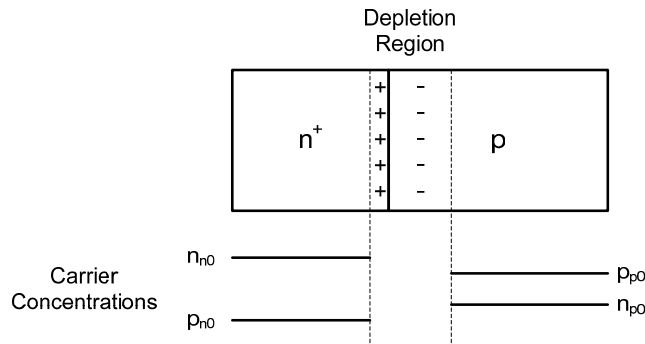 Depletion
Region
n⁺
p
+ -
+ -
+ -
+ -
+ -
Carrier
Concentrations
nₙ₀
pₙ₀
pₚ₀
nₚ₀